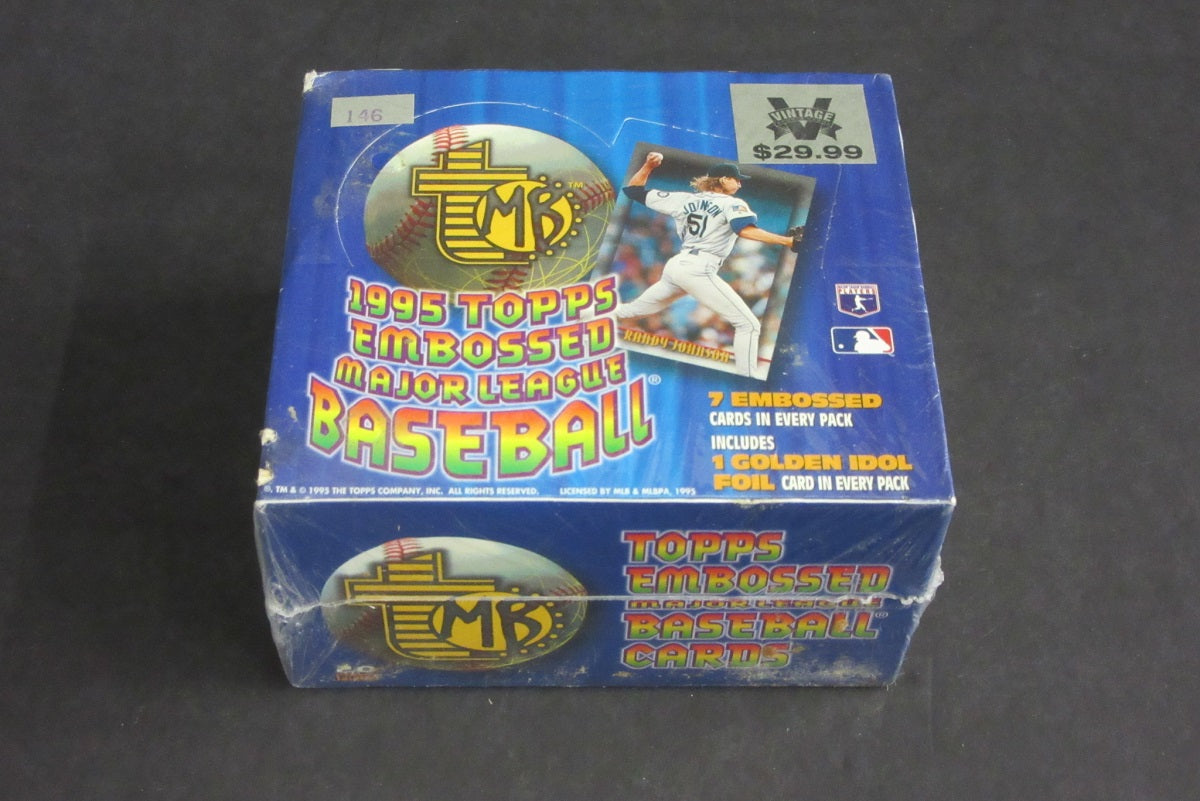 146
VINTAGE
V
$29.99
TMB™
JOHNSON
51
RANDY JOHNSON
PLAYERS
1995 TOPPS
EMBOSSED
MAJOR LEAGUE
BASEBALL®
7 EMBOSSED
CARDS IN EVERY PACK
INCLUDES
1 GOLDEN IDOL
FOIL CARD IN EVERY PACK
®, TM & © 1995 THE TOPPS COMPANY, INC. ALL RIGHTS RESERVED. LICENSED BY MLB & MLBPA, 1995
TMB
TOPPS
EMBOSSED
MAJOR LEAGUE
BASEBALL®
CARDS